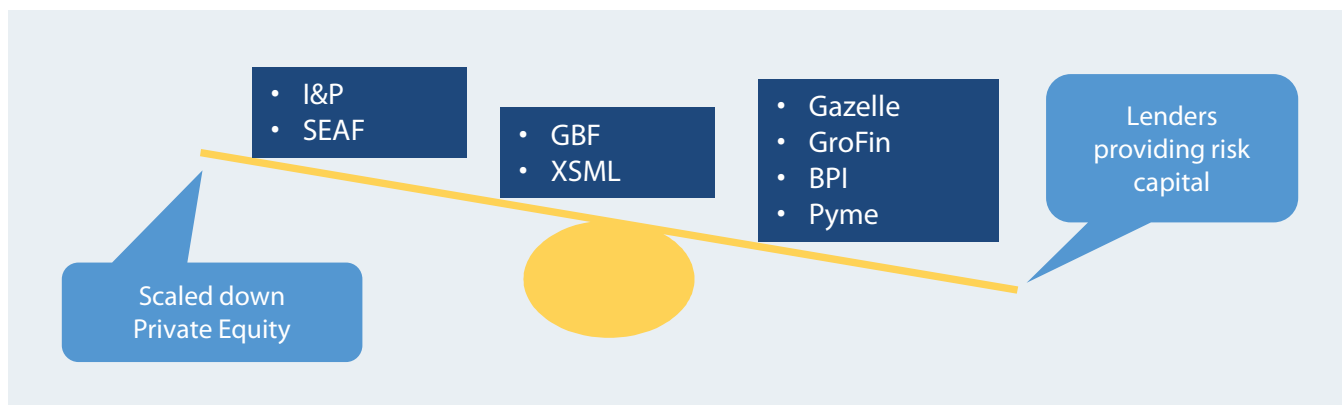 • I&P
• SEAF
• GBF
• XSML
• Gazelle
• GroFin
• BPI
• Pyme
Lenders
providing risk
capital
Scaled down
Private Equity